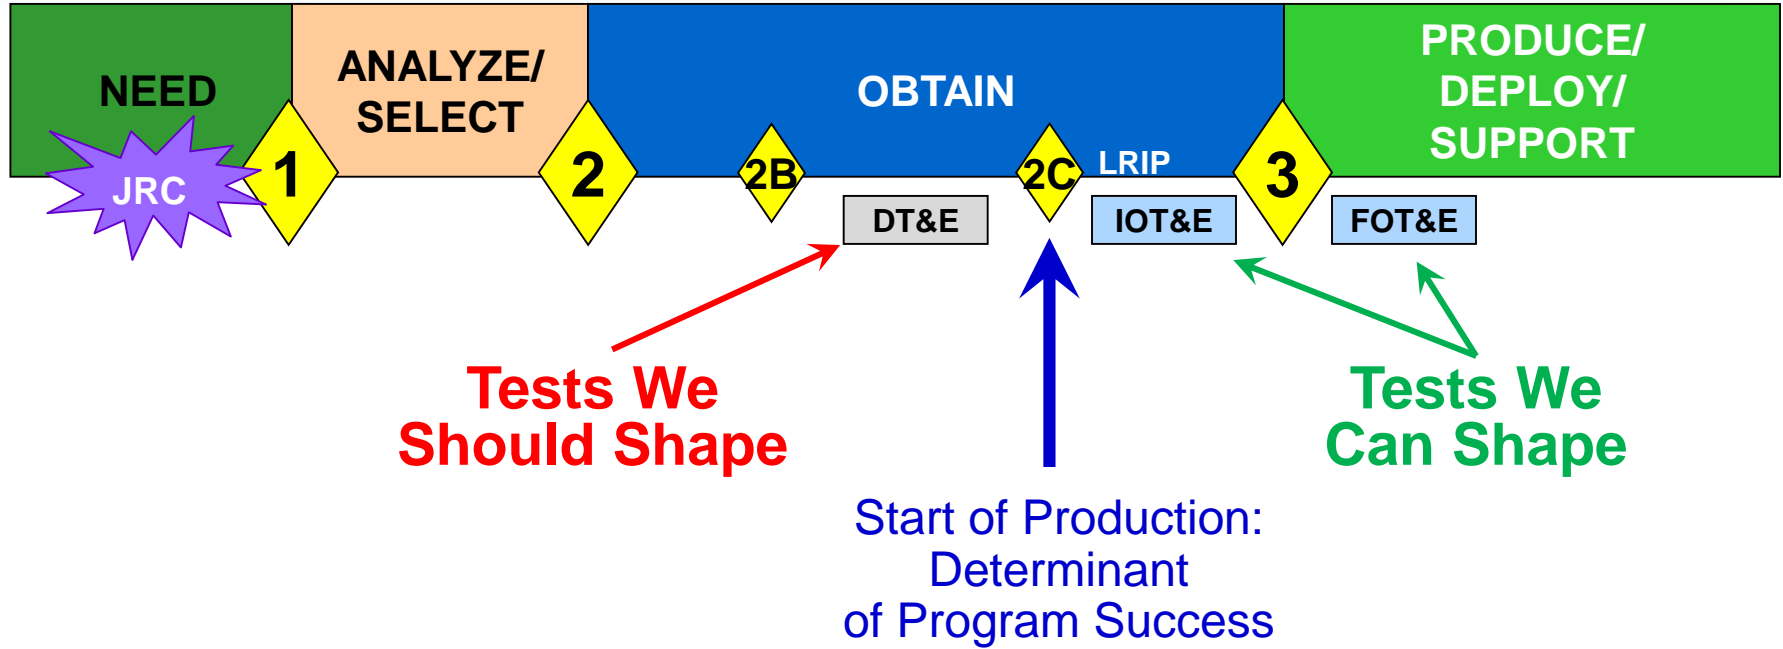 NEED
ANALYZE/
SELECT
OBTAIN
PRODUCE/
DEPLOY/
SUPPORT
JRC
1
2
2B
2C
LRIP
3
DT&E
IOT&E
FOT&E
Tests We
Should Shape
Tests We
Can Shape
Start of Production:
Determinant
of Program Success